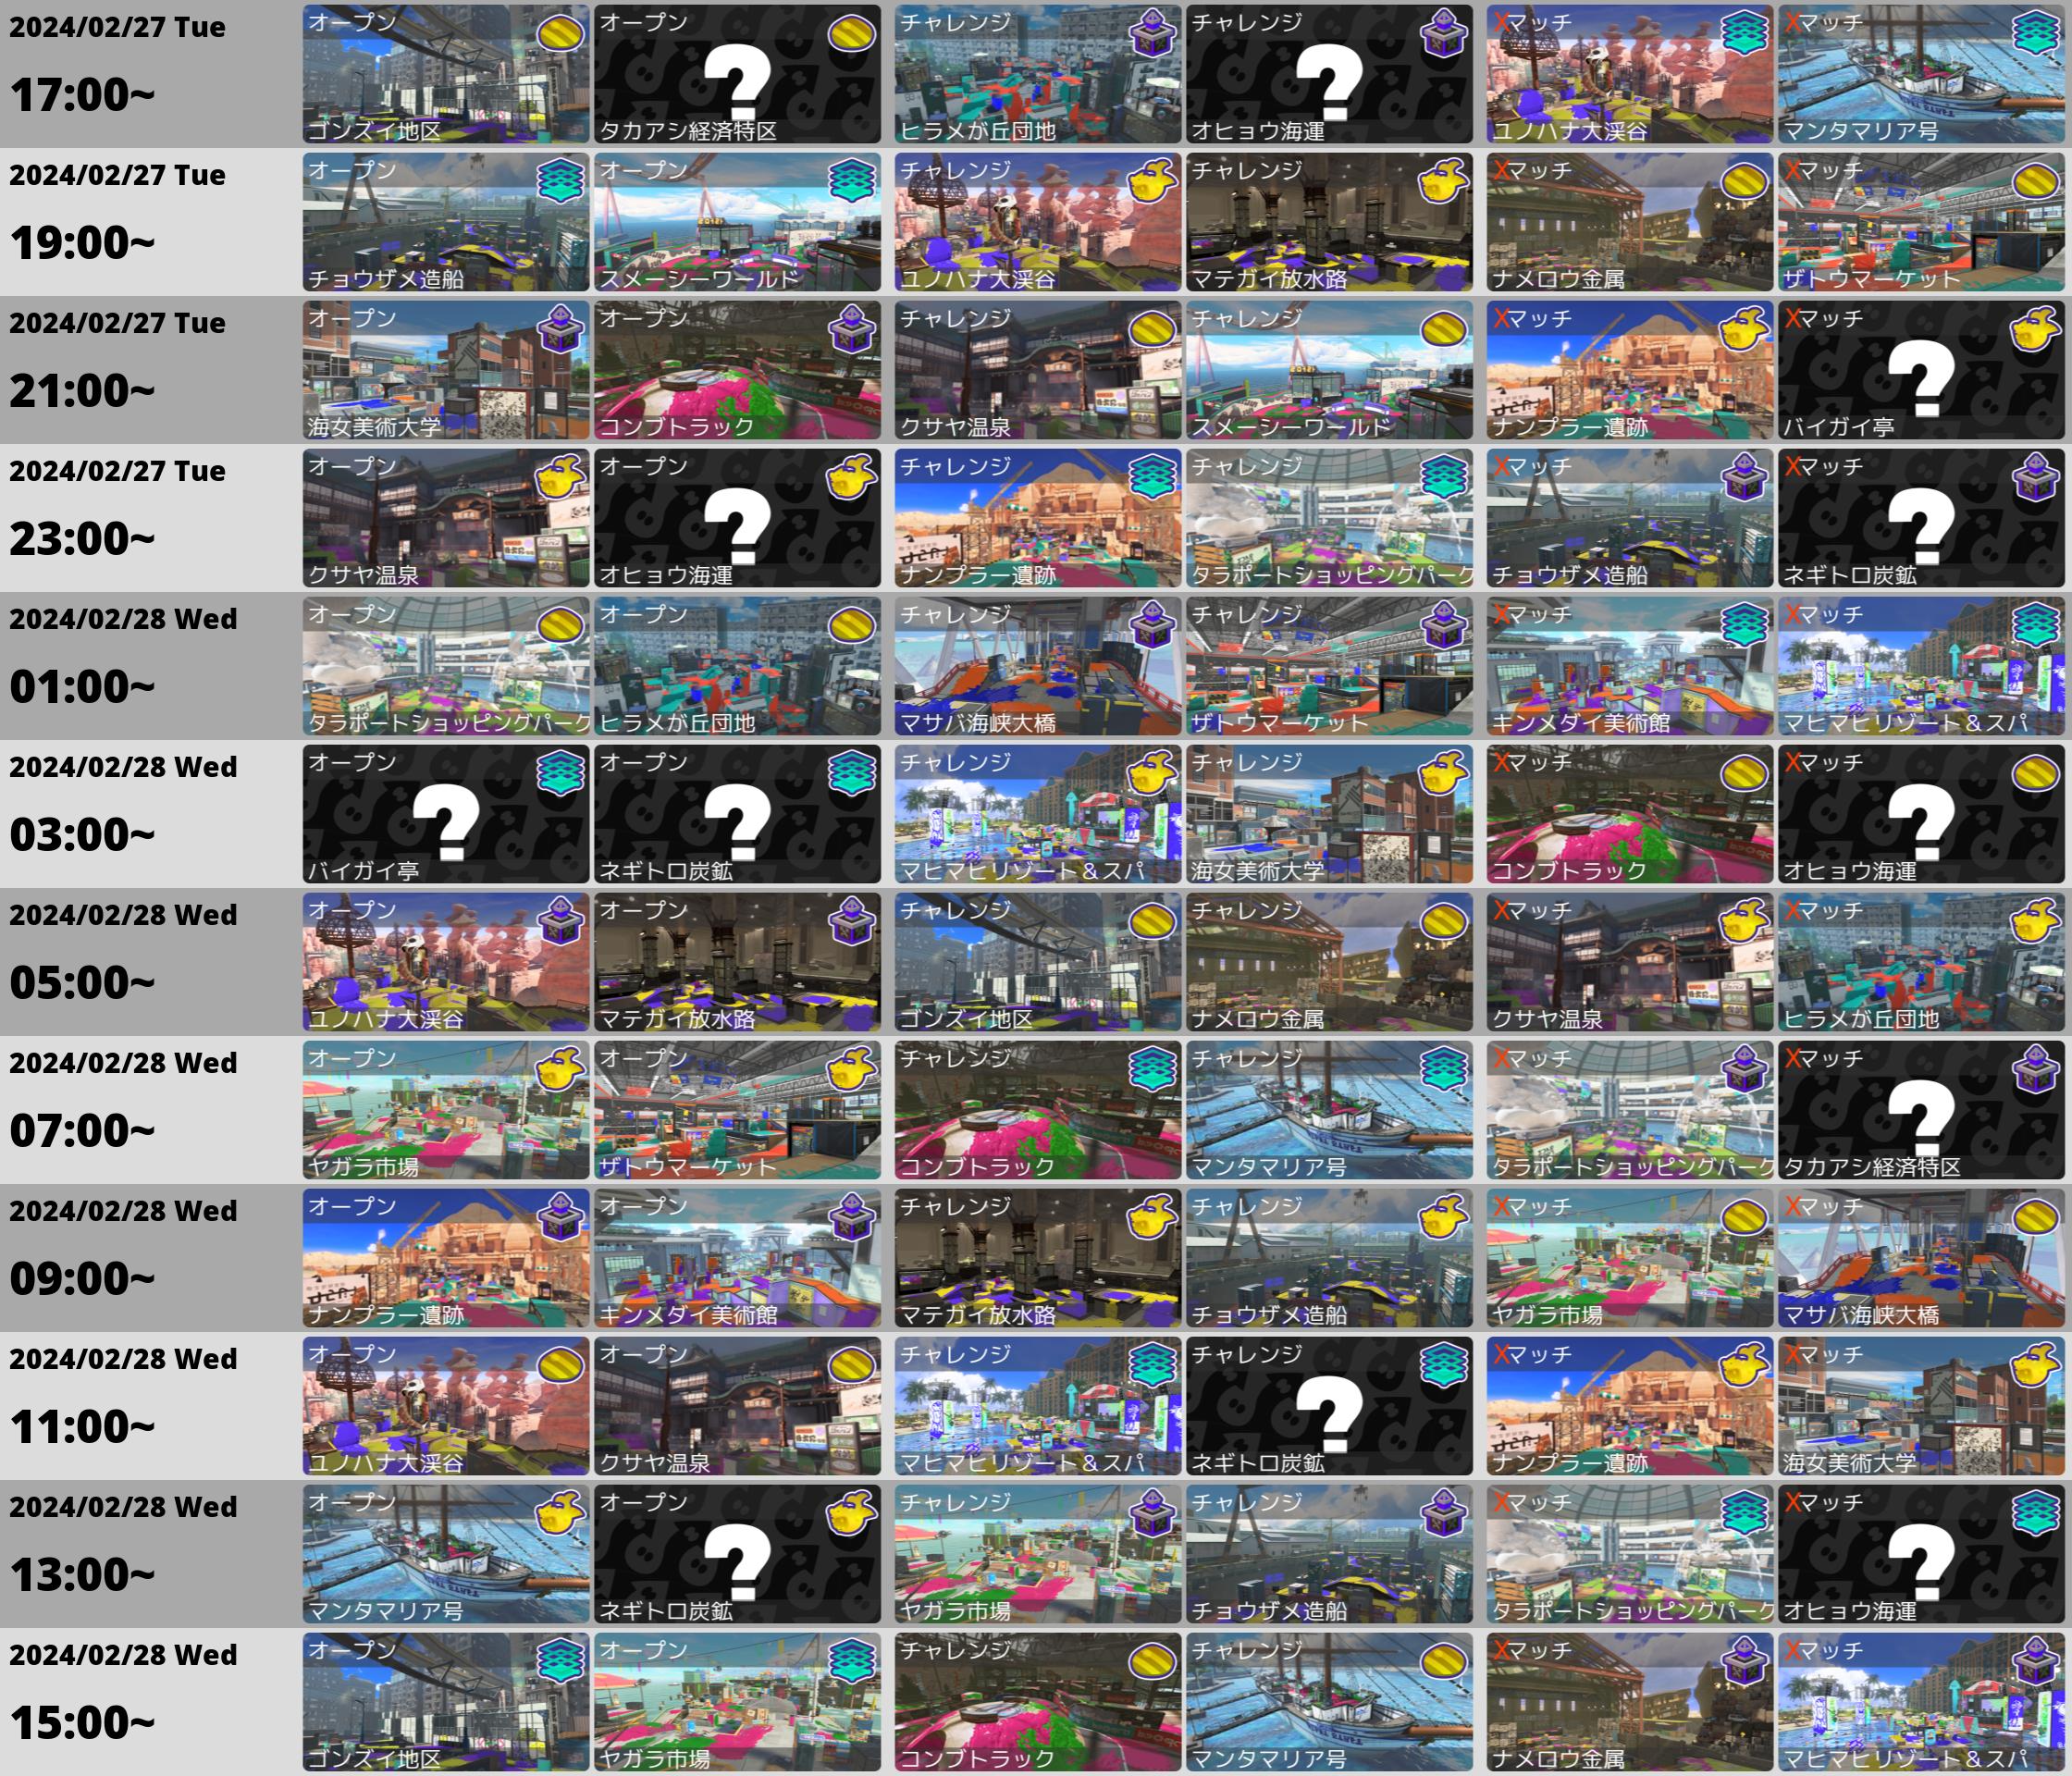 2024/02/27 Tue
17:00~
オープン オープン チャレンジ チャレンジ Xマッチ Xマッチ
ゴンズイ地区 タカアシ経済特区 ヒラメが丘団地 オヒョウ海運 ユノハナ大渓谷 マンタマリア号
2024/02/27 Tue
19:00~
オープン オープン チャレンジ チャレンジ Xマッチ Xマッチ
チョウザメ造船 スメーシーワールド ユノハナ大渓谷 マテガイ放水路 ナメロウ金属 ザトウマーケット
2024/02/27 Tue
21:00~
オープン オープン チャレンジ チャレンジ Xマッチ Xマッチ
海女美術大学 コンブトラック クサヤ温泉 スメーシーワールド ナンプラー遺跡 バイガイ亭
2024/02/27 Tue
23:00~
オープン オープン チャレンジ チャレンジ Xマッチ Xマッチ
クサヤ温泉 オヒョウ海運 ナンプラー遺跡 タラポートショッピングパーク チョウザメ造船 ネギトロ炭鉱
2024/02/28 Wed
01:00~
オープン オープン チャレンジ チャレンジ Xマッチ Xマッチ
タラポートショッピングパーク ヒラメが丘団地 マサバ海峡大橋 ザトウマーケット キンメダイ美術館 マヒマヒリゾート＆スパ
2024/02/28 Wed
03:00~
オープン オープン チャレンジ チャレンジ Xマッチ Xマッチ
バイガイ亭 ネギトロ炭鉱 マヒマヒリゾート＆スパ 海女美術大学 コンブトラック オヒョウ海運
2024/02/28 Wed
05:00~
オープン オープン チャレンジ チャレンジ Xマッチ Xマッチ
ユノハナ大渓谷 マテガイ放水路 ゴンズイ地区 ナメロウ金属 クサヤ温泉 ヒラメが丘団地
2024/02/28 Wed
07:00~
オープン オープン チャレンジ チャレンジ Xマッチ Xマッチ
ヤガラ市場 ザトウマーケット コンブトラック マンタマリア号 タラポートショッピングパーク タカアシ経済特区
2024/02/28 Wed
09:00~
オープン オープン チャレンジ チャレンジ Xマッチ Xマッチ
ナンプラー遺跡 キンメダイ美術館 マテガイ放水路 チョウザメ造船 ヤガラ市場 マサバ海峡大橋
2024/02/28 Wed
11:00~
オープン オープン チャレンジ チャレンジ Xマッチ Xマッチ
ユノハナ大渓谷 クサヤ温泉 マヒマヒリゾート＆スパ ネギトロ炭鉱 ナンプラー遺跡 海女美術大学
2024/02/28 Wed
13:00~
オープン オープン チャレンジ チャレンジ Xマッチ Xマッチ
マンタマリア号 ネギトロ炭鉱 ヤガラ市場 チョウザメ造船 タラポートショッピングパーク オヒョウ海運
2024/02/28 Wed
15:00~
オープン オープン チャレンジ チャレンジ Xマッチ Xマッチ
ゴンズイ地区 ヤガラ市場 コンブトラック マンタマリア号 ナメロウ金属 マヒマヒリゾート＆スパ